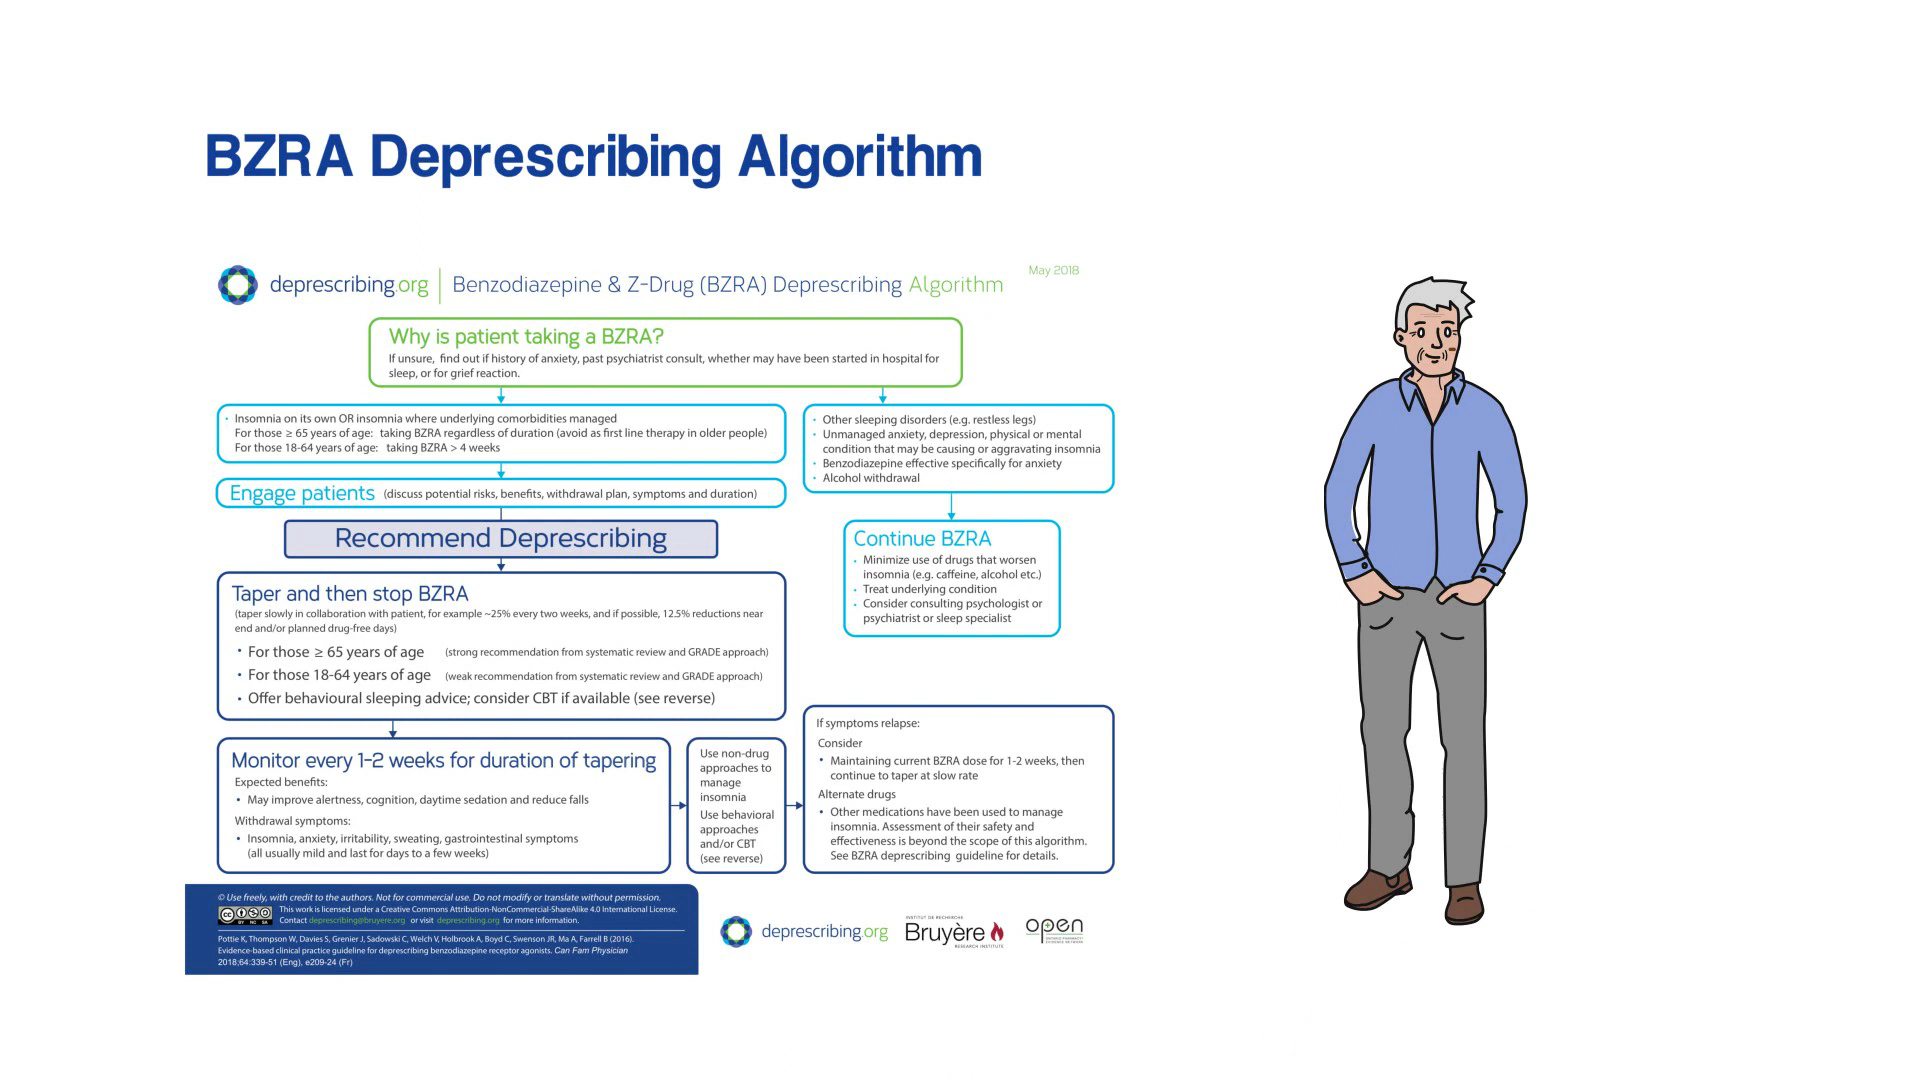 BZRA Deprescribing Algorithm
deprescribing.org | Benzodiazepine & Z-Drug (BZRA) Deprescribing Algorithm
May 2018
Why is patient taking a BZRA?
If unsure, find out if history of anxiety, past psychiatrist consult, whether may have been started in hospital for
sleep, or for grief reaction.
• Insomnia on its own OR insomnia where underlying comorbidities managed
For those ≥ 65 years of age: taking BZRA regardless of duration (avoid as first line therapy in older people)
For those 18-64 years of age: taking BZRA > 4 weeks
• Other sleeping disorders (e.g. restless legs)
• Unmanaged anxiety, depression, physical or mental
condition that may be causing or aggravating insomnia
• Benzodiazepine effective specifically for anxiety
• Alcohol withdrawal
Engage patients (discuss potential risks, benefits, withdrawal plan, symptoms and duration)
Recommend Deprescribing
Continue BZRA
• Minimize use of drugs that worsen
insomnia (e.g. caffeine, alcohol etc.)
• Treat underlying condition
• Consider consulting psychologist or
psychiatrist or sleep specialist
Taper and then stop BZRA
(taper slowly in collaboration with patient, for example ~25% every two weeks, and if possible, 12.5% reductions near
end and/or planned drug-free days)
• For those ≥ 65 years of age (strong recommendation from systematic review and GRADE approach)
• For those 18-64 years of age (weak recommendation from systematic review and GRADE approach)
• Offer behavioural sleeping advice; consider CBT if available (see reverse)
Monitor every 1-2 weeks for duration of tapering
Expected benefits:
• May improve alertness, cognition, daytime sedation and reduce falls
Withdrawal symptoms:
• Insomnia, anxiety, irritability, sweating, gastrointestinal symptoms
(all usually mild and last for days to a few weeks)
Use non-drug
approaches to
manage
insomnia
Use behavioral
approaches
and/or CBT
(see reverse)
If symptoms relapse:
Consider
• Maintaining current BZRA dose for 1-2 weeks, then
continue to taper at slow rate
Alternate drugs
• Other medications have been used to manage
insomnia. Assessment of their safety and
effectiveness is beyond the scope of this algorithm.
See BZRA deprescribing guideline for details.
© Use freely, with credit to the authors. Not for commercial use. Do not modify or translate without permission.
cc BY NC SA
This work is licensed under a Creative Commons Attribution-NonCommercial-ShareAlike 4.0 International License.
Contact deprescribing@bruyere.org or visit deprescribing.org for more information.
Pottie K, Thompson W, Davies S, Grenier J, Sadowski C, Welch V, Holbrook A, Boyd C, Swenson JR, Ma A, Farrell B (2016).
Evidence-based clinical practice guideline for deprescribing benzodiazepine receptor agonists. Can Fam Physician
2018;64:339-51 (Eng), e209-24 (Fr)
deprescribing.org
INSTITUT DE RECHERCHE
Bruyère
RESEARCH INSTITUTE
open
ONTARIO PHARMACY
EVIDENCE NETWORK